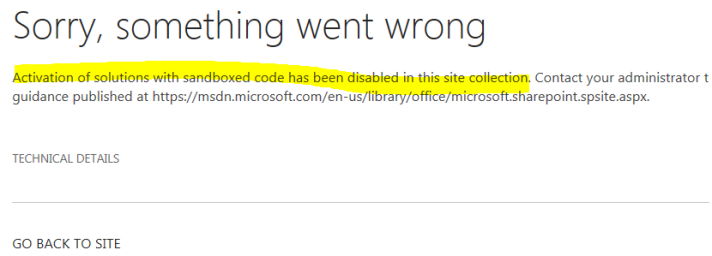 Sorry, something went wrong
Activation of solutions with sandboxed code has been disabled in this site collection. Contact your administrator t
guidance published at https://msdn.microsoft.com/en-us/library/office/microsoft.sharepoint.spsite.aspx.
TECHNICAL DETAILS
GO BACK TO SITE